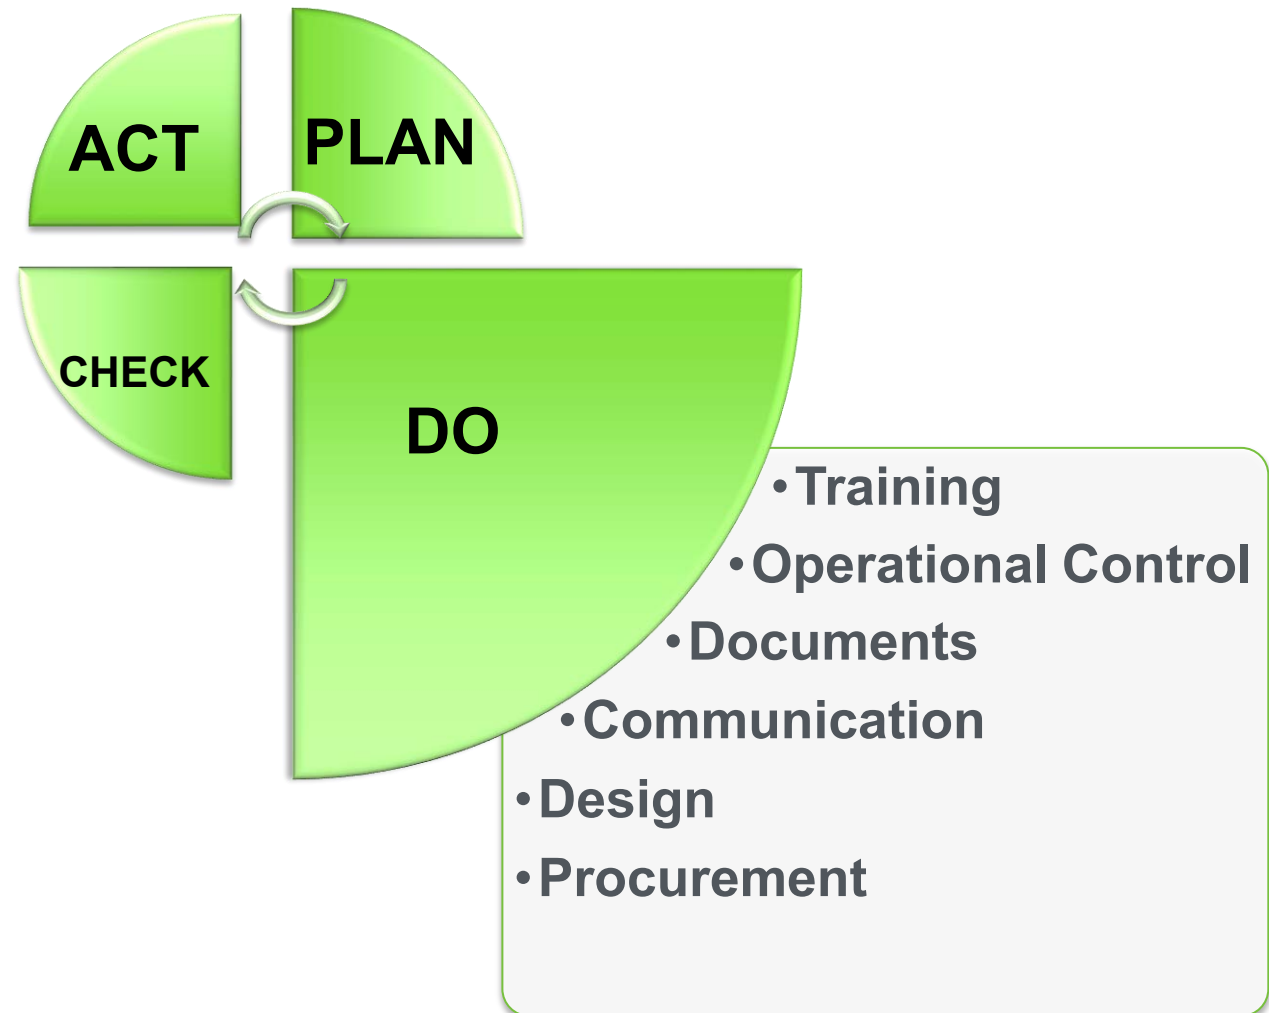 ACT
PLAN
CHECK
DO
•Training
•Operational Control
•Documents
•Communication
•Design
•Procurement